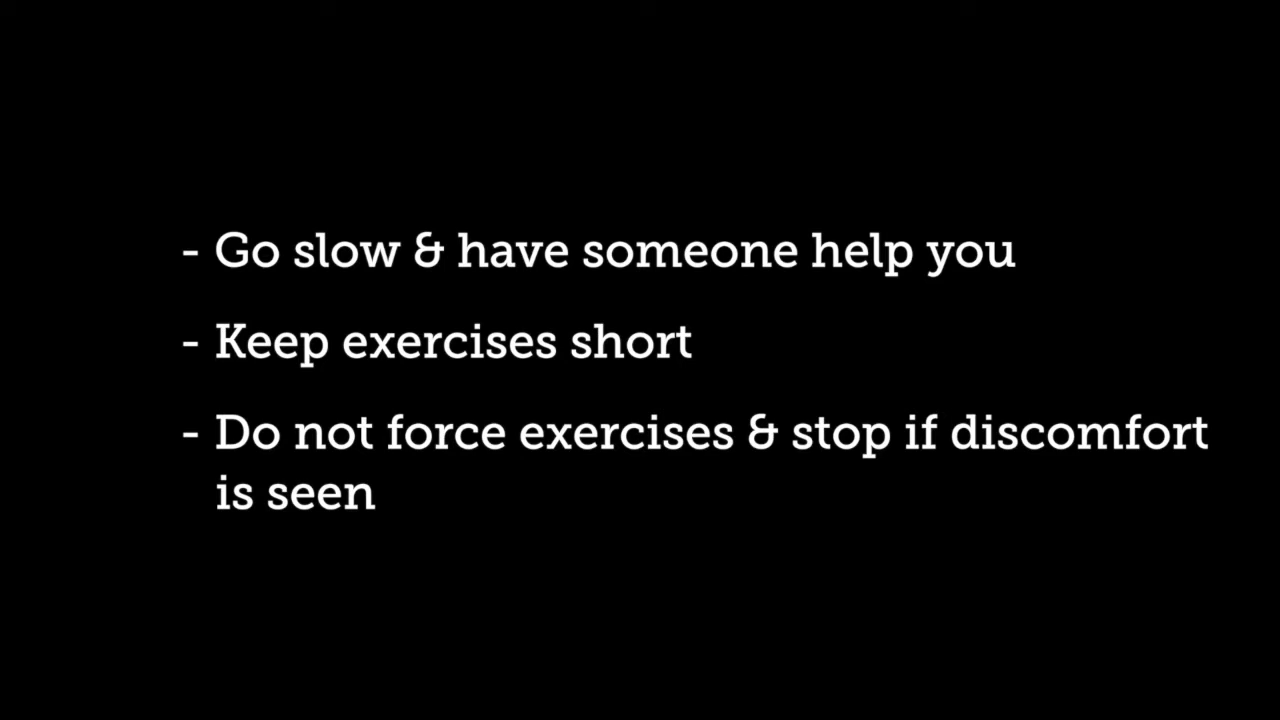 - Go slow & have someone help you
- Keep exercises short
- Do not force exercises & stop if discomfort
is seen